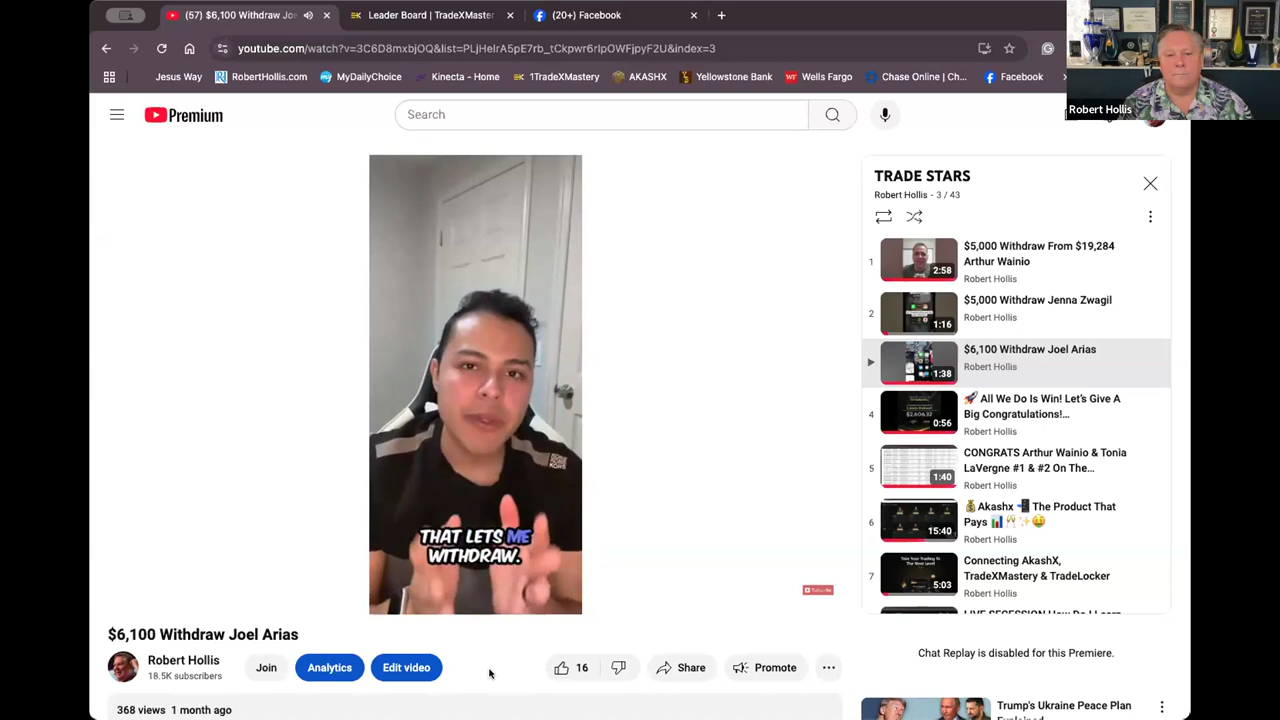 (57) $6,100 Withdraw Joe
Leader Board | TradeXMaster
(20+) Facebook
youtube.com/watch?v=3C6D8mxbjOQ&list=PLjHeIrA5pE7rb_tCkpwr6rIpOWFjpyF2U&index=3
Jesus Way
RobertHollis.com
MyDailyChoice
Kinecta - Home
1TradeXMastery
AKASHX
Yellowstone Bank
Wells Fargo
Chase Online | Ch...
Facebook
Robert Hollis
Premium
Search
THAT LETS ME
WITHDRAW.
Subscribe
TRADE STARS
Robert Hollis - 3 / 43
1
2:58
$5,000 Withdraw From $19,284
Arthur Wainio
Robert Hollis
2
1:16
$5,000 Withdraw Jenna Zwagil
Robert Hollis
1:38
$6,100 Withdraw Joel Arias
Robert Hollis
4
0:56
🚀 All We Do Is Win! Let's Give A
Big Congratulations!...
Robert Hollis
5
1:40
CONGRATS Arthur Wainio & Tonia
LaVergne #1 & #2 On The...
Robert Hollis
6
15:40
💰Akashx 📲 The Product That
Pays 📊🥂✨🤑
Robert Hollis
7
5:03
Connecting AkashX,
TradeXMastery & TradeLocker
Robert Hollis
$6,100 Withdraw Joel Arias
Robert Hollis
18.5K subscribers
Join
Analytics
Edit video
16
Share
Promote
368 views 1 month ago
Chat Replay is disabled for this Premiere.
Trump's Ukraine Peace Plan